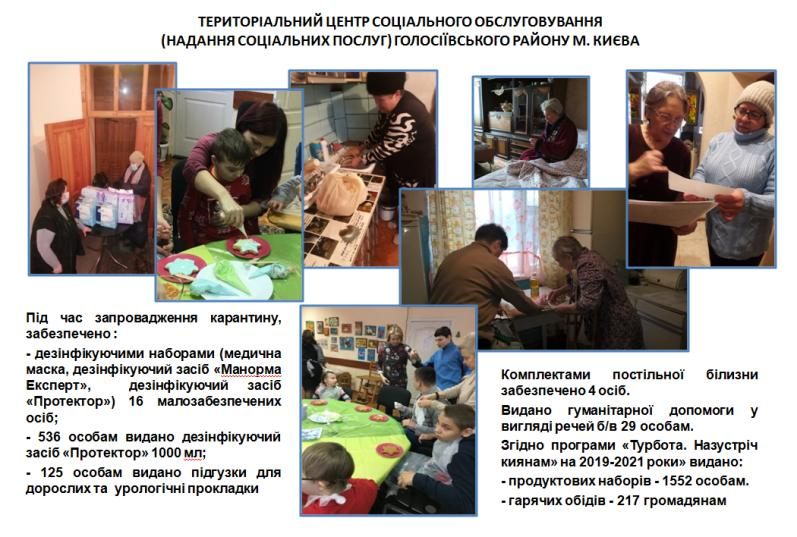 ТЕРИТОРІАЛЬНИЙ ЦЕНТР СОЦІАЛЬНОГО ОБСЛУГОВУВАННЯ
(НАДАННЯ СОЦІАЛЬНИХ ПОСЛУГ) ГОЛОСІЇВСЬКОГО РАЙОНУ М. КИЄВА
Під час запровадження карантину,
забезпечено :
- дезінфікуючими наборами (медична
маска, дезінфікуючий засіб «Манорма
Експерт», дезінфікуючий засіб
«Протектор») 16 малозабезпечених
осіб;
- 536 особам видано дезінфікуючий
засіб «Протектор» 1000 мл;
- 125 особам видано підгузки для
дорослих та урологічні прокладки
Комплектами постільної білизни
забезпечено 4 осіб.
Видано гуманітарної допомоги у
вигляді речей б/в 29 особам.
Згідно програми «Турбота. Назустріч
киянам» на 2019-2021 роки» видано:
- продуктових наборів - 1552 особам.
- гарячих обідів - 217 громадянам